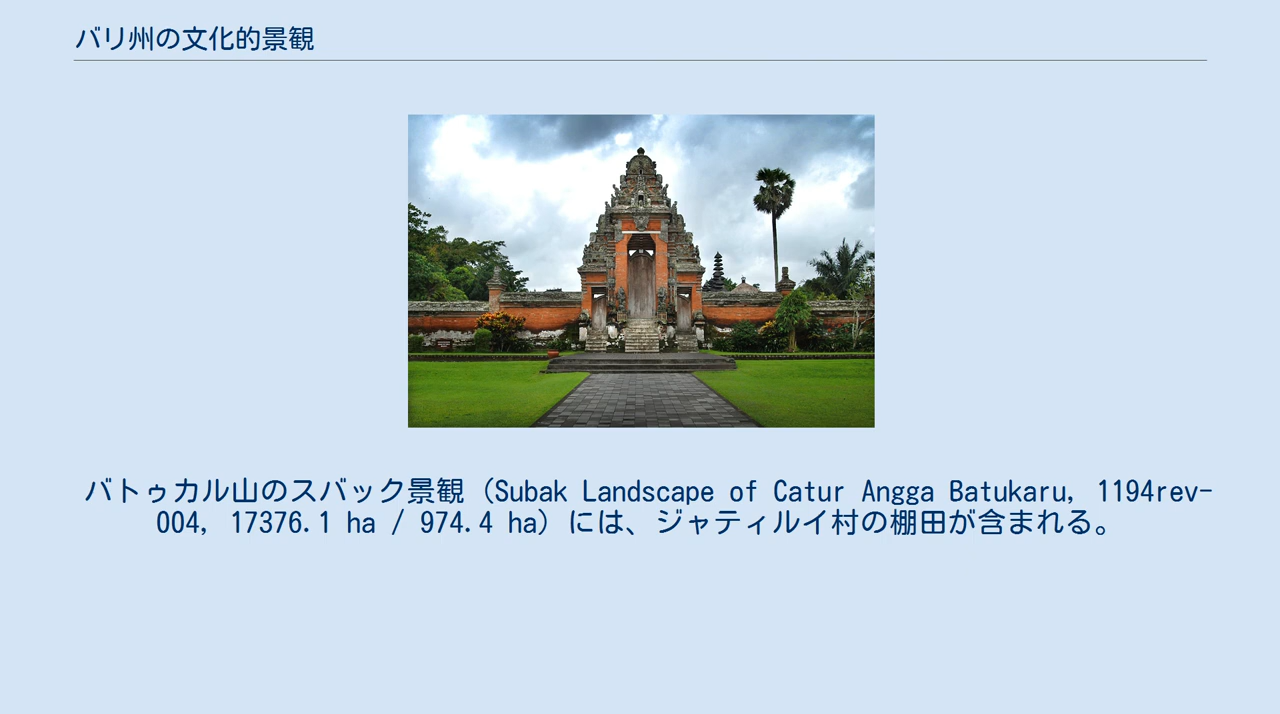 バリ州の文化的景観
バトゥカル山のスバック景観 (Subak Landscape of Catur Angga Batukaru, 1194rev-
004, 17376.1 ha / 974.4 ha) には、ジャティルイ村の棚田が含まれる。